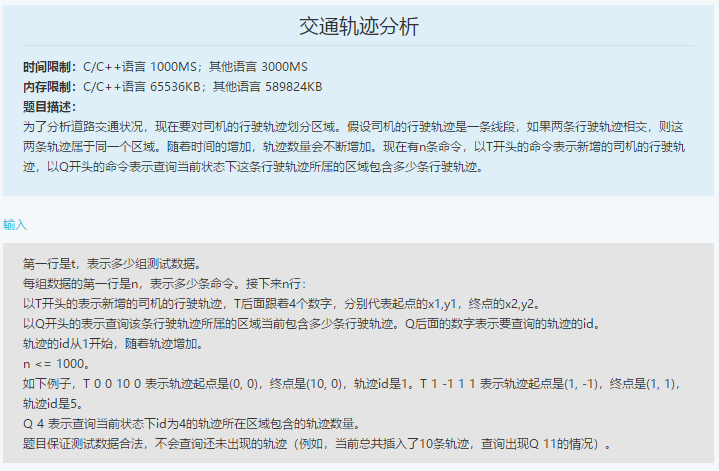 交通轨迹分析
时间限制：C/C++语言 1000MS；其他语言 3000MS
内存限制：C/C++语言 65536KB；其他语言 589824KB
题目描述：
为了分析道路交通状况，现在要对司机的行驶轨迹划分区域。假设司机的行驶轨迹是一条线段，如果两条行驶轨迹相交，则这
两条轨迹属于同一个区域。随着时间的增加，轨迹数量会不断增加。现在有n条命令，以T开头的命令表示新增的司机的行驶轨
迹，以Q开头的命令表示查询当前状态下这条行驶轨迹所属的区域包含多少条行驶轨迹。
输入
第一行是t，表示多少组测试数据。
每组数据的第一行是n，表示多少条命令。接下来n行：
以T开头的表示新增的司机的行驶轨迹，T后面跟着4个数字，分别代表起点的x1,y1，终点的x2,y2。
以Q开头的表示查询该条行驶轨迹所属的区域当前包含多少条行驶轨迹。Q后面的数字表示要查询的轨迹的id。
轨迹的id从1开始，随着轨迹增加。
n <= 1000。
如下例子，T 0 0 10 0 表示轨迹起点是(0, 0)，终点是(10, 0)，轨迹id是1。T 1 -1 1 1 表示轨迹起点是(1, -1)，终点是(1, 1)，
轨迹id是5。
Q 4 表示查询当前状态下id为4的轨迹所在区域包含的轨迹数量。
题目保证测试数据合法，不会查询还未出现的轨迹（例如，当前总共插入了10条轨迹，查询出现Q 11的情况）。